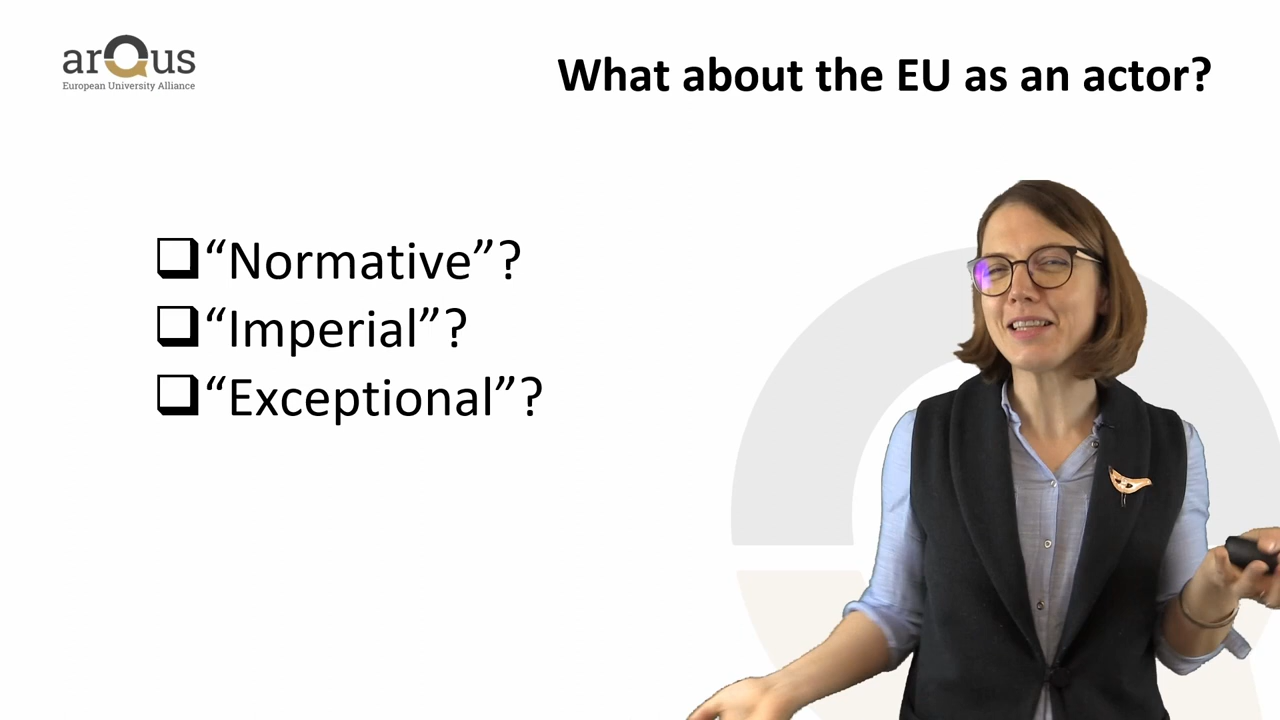 arQus
European University Alliance
What about the EU as an actor?
“Normative”?
“Imperial”?
“Exceptional”?